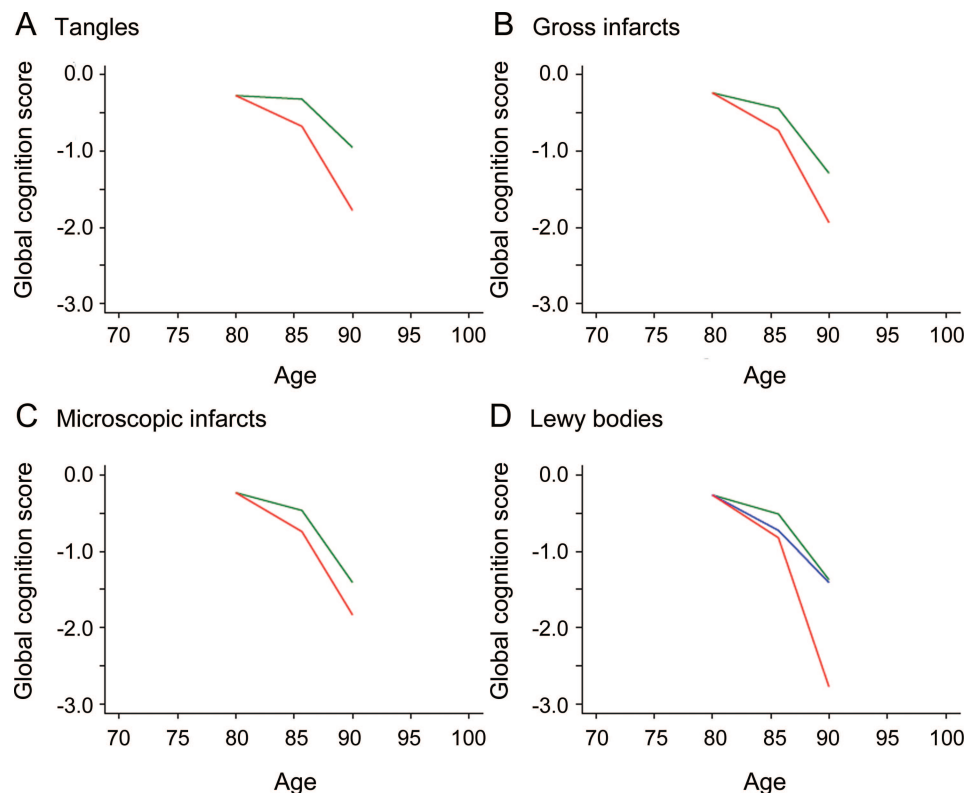 A Tangles
Global cognition score
0.0
-1.0
-2.0
-3.0
70 75 80 85 90 95 100
Age
B Gross infarcts
Global cognition score
0.0
-1.0
-2.0
-3.0
70 75 80 85 90 95 100
Age
C Microscopic infarcts
Global cognition score
0.0
-1.0
-2.0
-3.0
70 75 80 85 90 95 100
Age
D Lewy bodies
Global cognition score
0.0
-1.0
-2.0
-3.0
70 75 80 85 90 95 100
Age